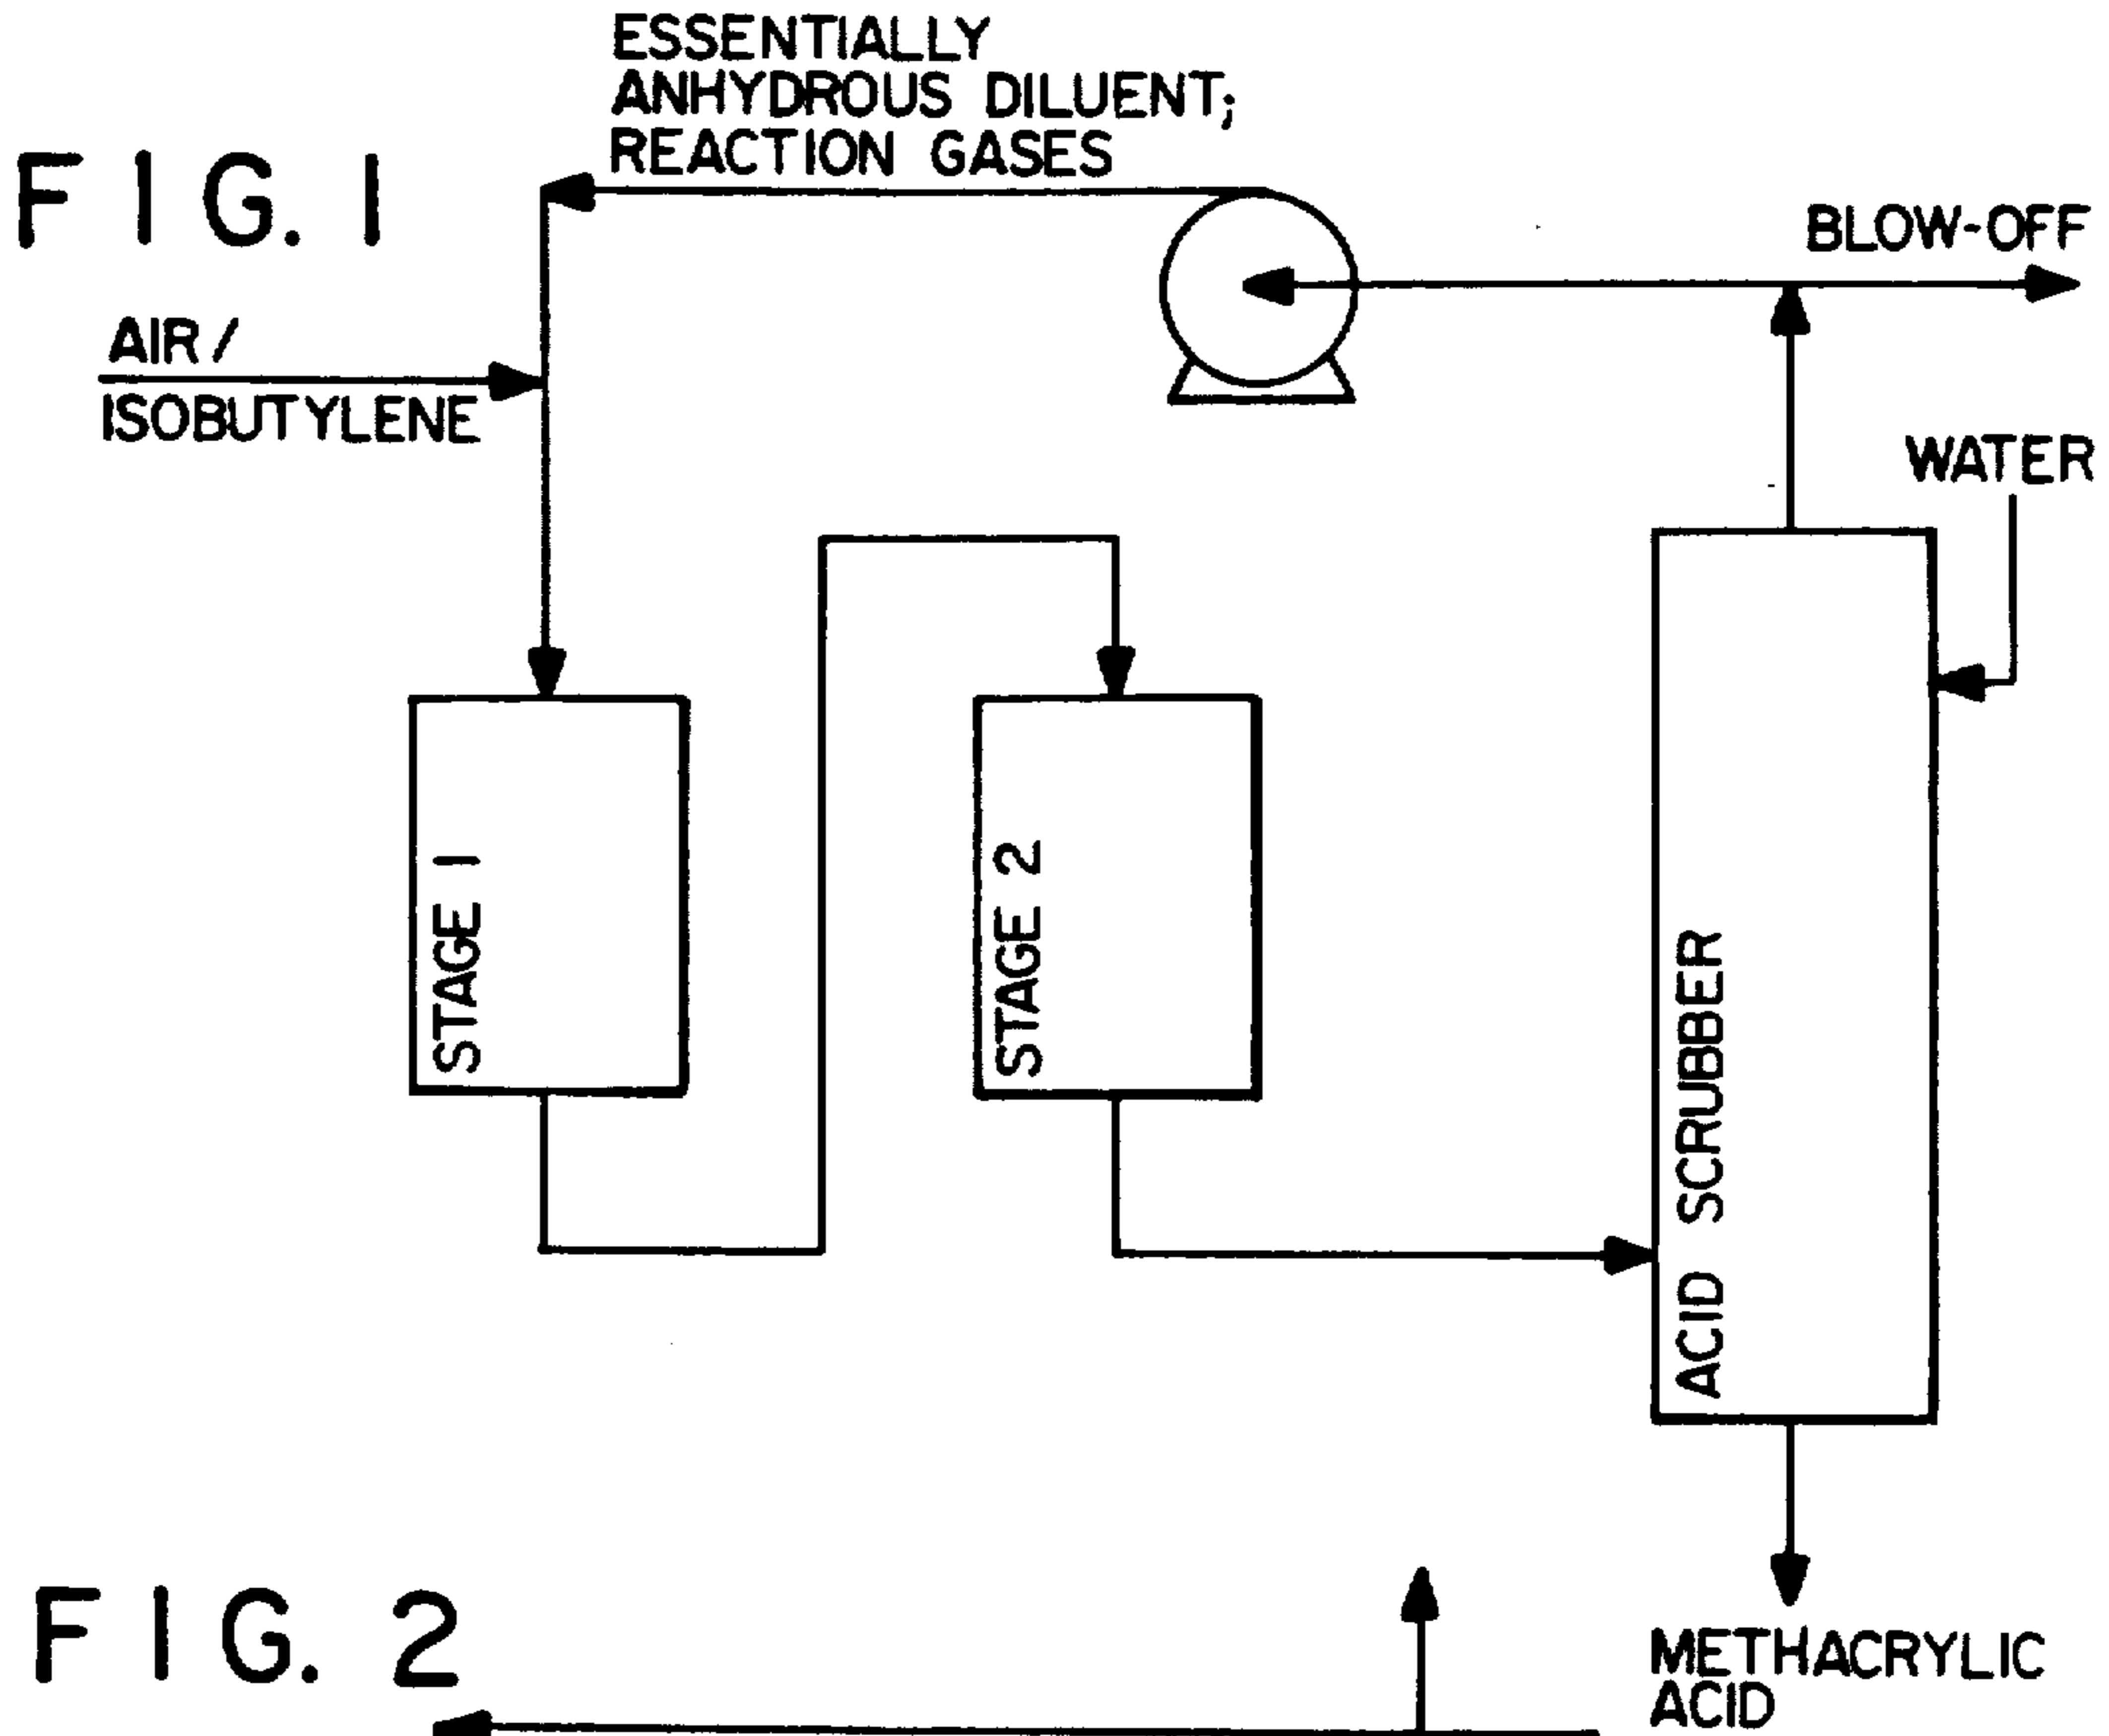 ESSENTIALLY
ANHYDROUS DILUENT;
REACTION GASES
FIG. 1
BLOW-OFF
AIR/
ISOBUTYLENE
WATER
STAGE 1
STAGE 2
ACID SCRUBBER
FIG. 2
METHACRYLIC
ACID